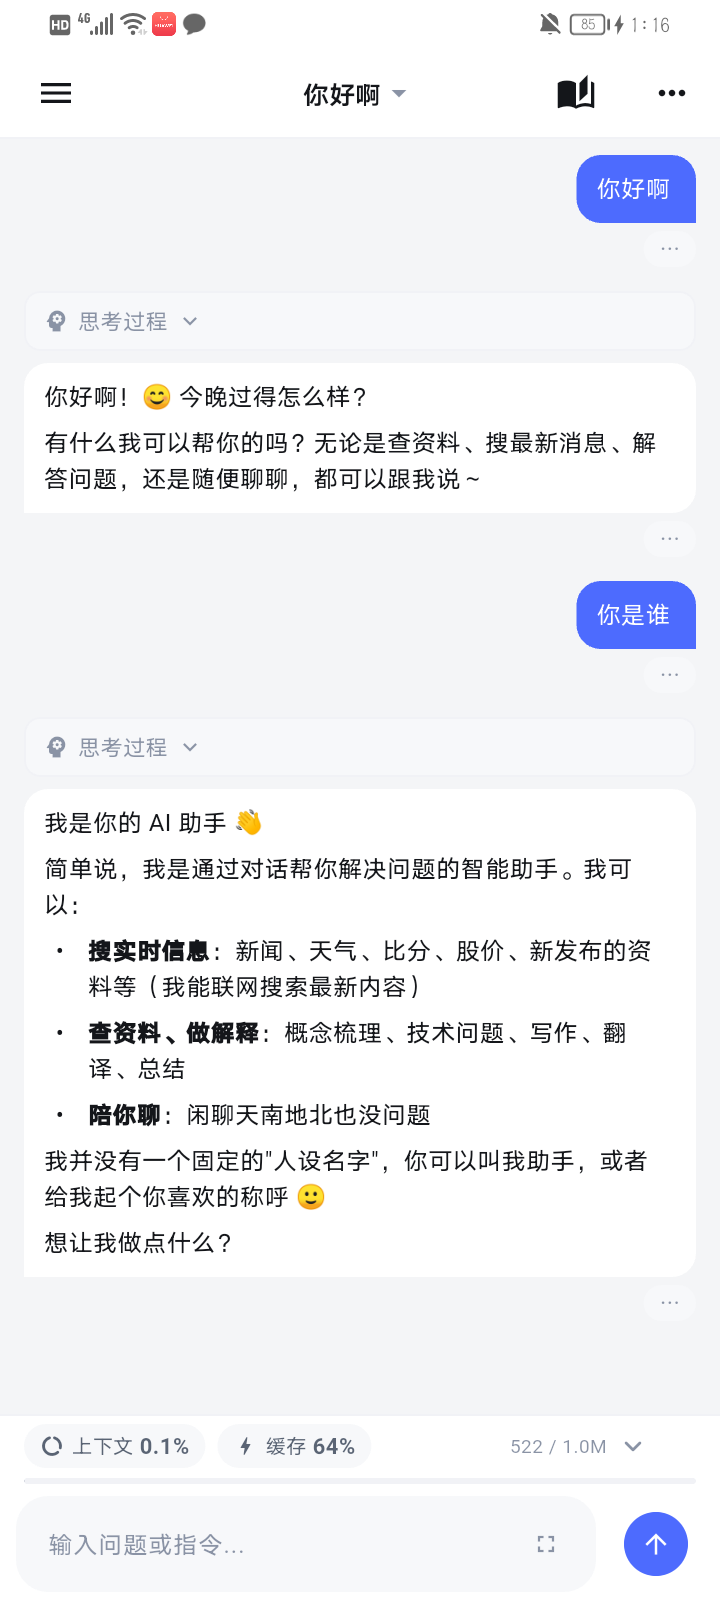 HD 4G 85 1:16
你好啊
你好啊
...
思考过程
你好啊！😊 今晚过得怎么样？
有什么我可以帮你的吗？无论是查资料、搜最新消息、解
答问题，还是随便聊聊，都可以跟我说～
...
你是谁
...
思考过程
我是你的 AI 助手 👋
简单说，我是通过对话帮你解决问题的智能助手。我可
以：
• 搜实时信息：新闻、天气、比分、股价、新发布的资
料等（我能联网搜索最新内容）
• 查资料、做解释：概念梳理、技术问题、写作、翻
译、总结
• 陪你聊：闲聊天南地北也没问题
我并没有一个固定的"人设名字"，你可以叫我助手，或者
给我起个你喜欢的称呼 🙂
想让我做点什么？
...
上下文 0.1% 缓存 64% 522 / 1.0M
输入问题或指令...